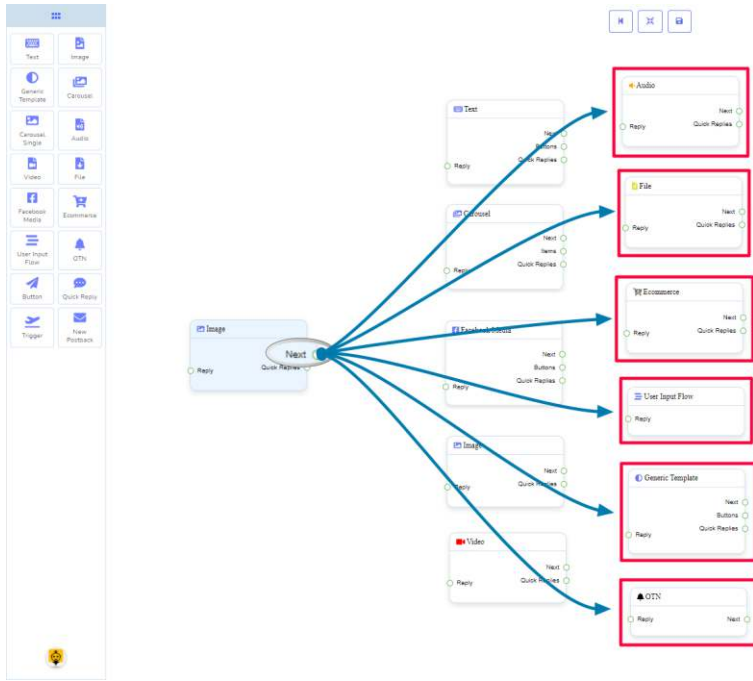 Text
Image
Generic
Template
Carousel
Carousel
Single
Audio
Video
File
Facebook
Media
Ecommerce
User Input
Flow
OTN
Button
Quick Reply
Trigger
New
Postback
Image
Next
Reply
Quick Replies
Text
Next
Buttons
Quick Replies
Reply
Carousel
Next
Items
Quick Replies
Reply
Facebook Media
Next
Buttons
Quick Replies
Reply
Image
Next
Quick Replies
Reply
Video
Next
Quick Replies
Reply
Audio
Next
Quick Replies
Reply
File
Next
Quick Replies
Reply
Ecommerce
Next
Quick Replies
Reply
User Input Flow
Reply
Generic Template
Next
Buttons
Quick Replies
Reply
OTN
Reply Next